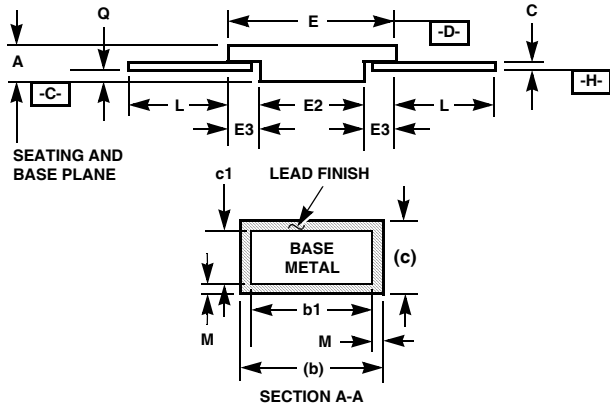 Q
E
-D-
C
A
-C-
-H-
L
E2
L
E3
E3
SEATING AND
BASE PLANE
c1
LEAD FINISH
BASE
METAL
(c)
M
b1
M
(b)
SECTION A-A